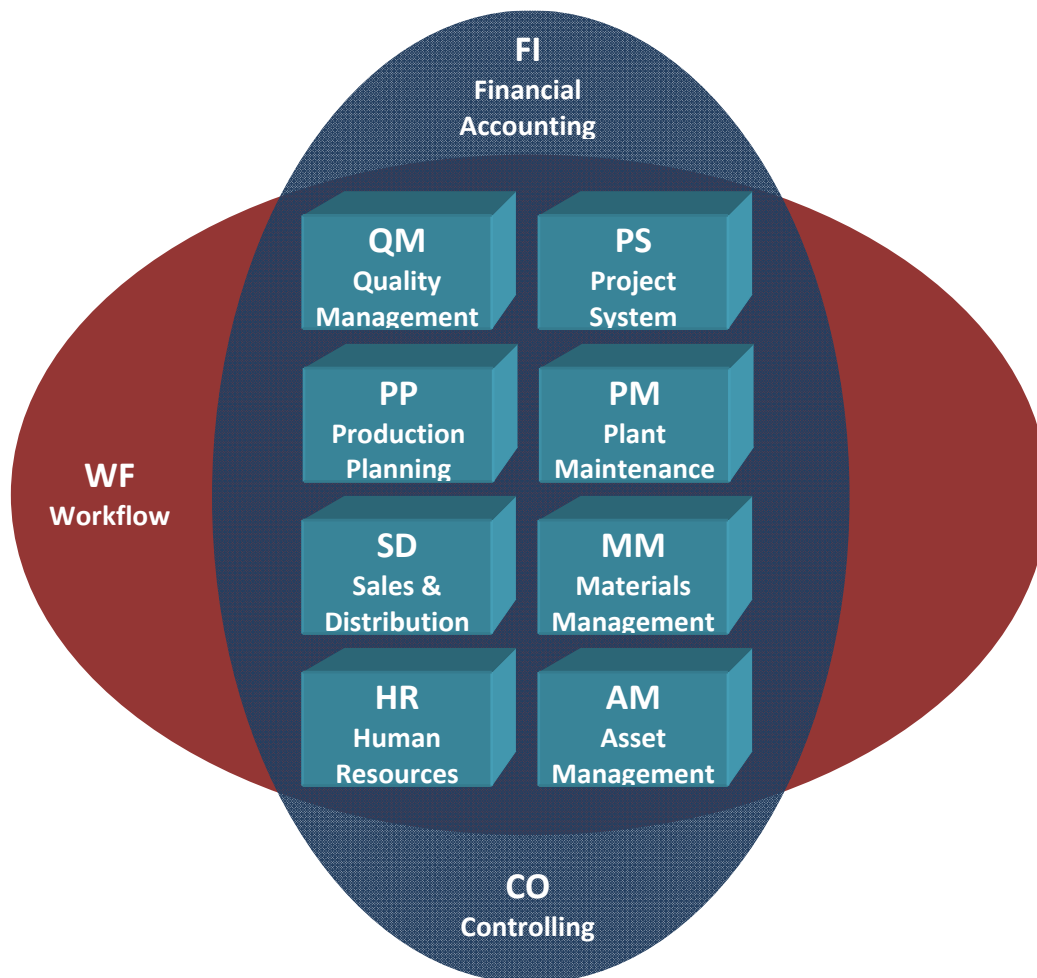 FI
Financial
Accounting
QM
Quality
Management
PS
Project
System
PP
Production
Planning
PM
Plant
Maintenance
WF
Workflow
SD
Sales &
Distribution
MM
Materials
Management
HR
Human
Resources
AM
Asset
Management
CO
Controlling